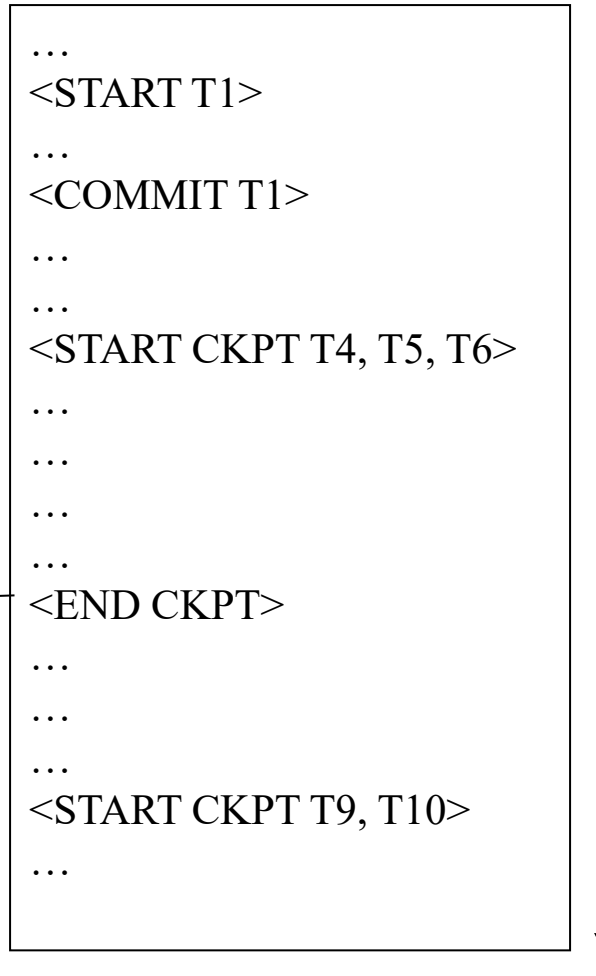 …
<START T1>
…
<COMMIT T1>
…
…
<START CKPT T4, T5, T6>
…
…
…
…
<END CKPT>
…
…
…
<START CKPT T9, T10>
…